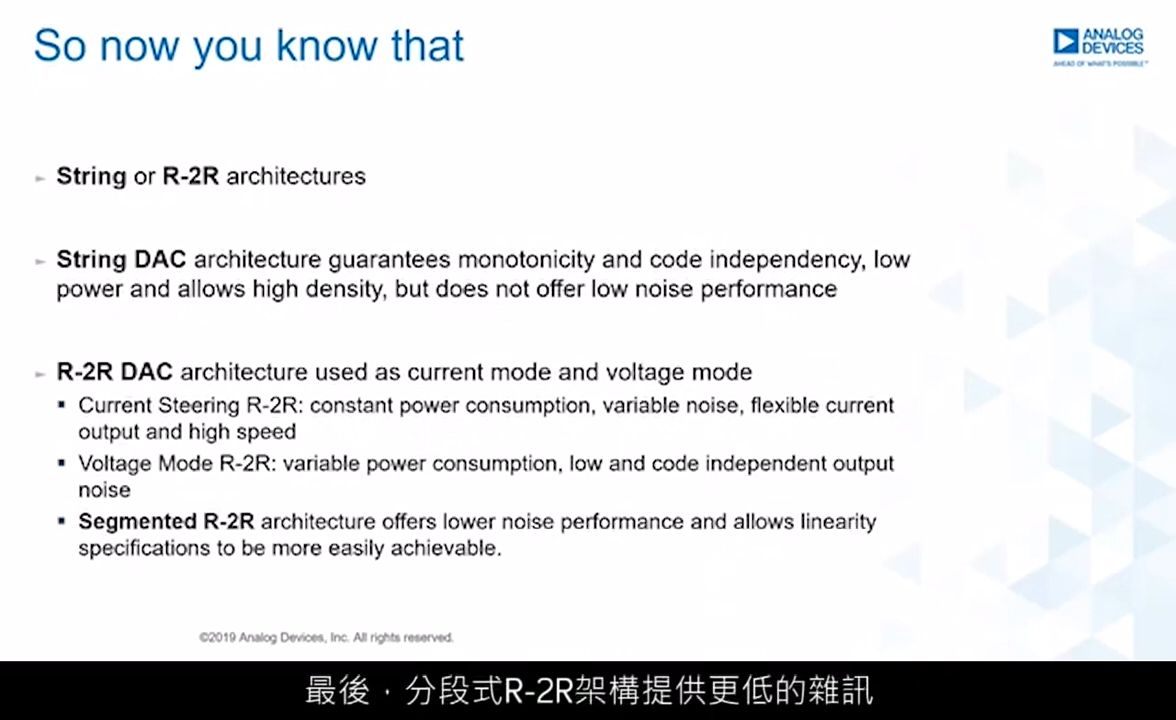 So now you know that
ANALOG
DEVICES
AHEAD OF WHAT'S POSSIBLE™
String or R-2R architectures
String DAC architecture guarantees monotonicity and code independency, low
power and allows high density, but does not offer low noise performance
R-2R DAC architecture used as current mode and voltage mode
Current Steering R-2R: constant power consumption, variable noise, flexible current
output and high speed
Voltage Mode R-2R: variable power consumption, low and code independent output
noise
Segmented R-2R architecture offers lower noise performance and allows linearity
specifications to be more easily achievable.
©2019 Analog Devices, Inc. All rights reserved.
最後，分段式R-2R架構提供更低的雜訊